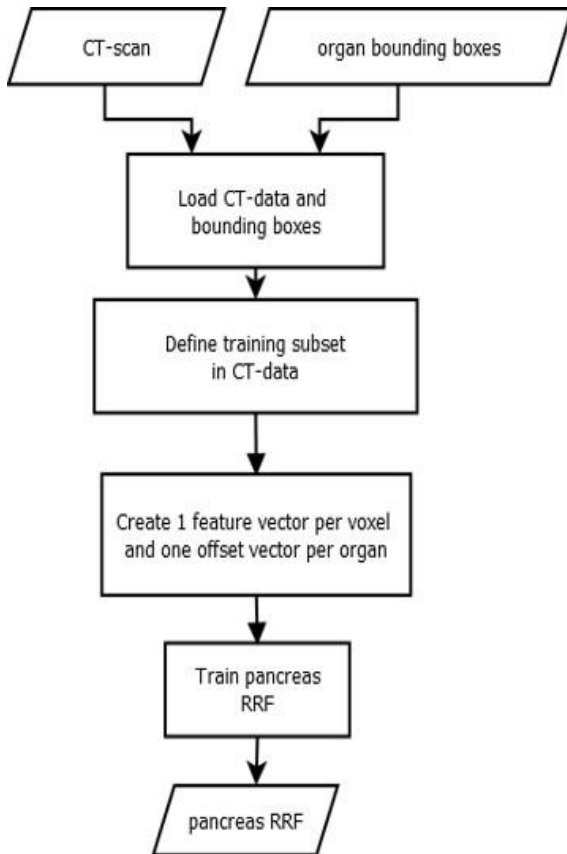 CT-scan
organ bounding boxes
Load CT-data and
bounding boxes
Define training subset
in CT-data
Create 1 feature vector per voxel
and one offset vector per organ
Train pancreas
RRF
pancreas RRF